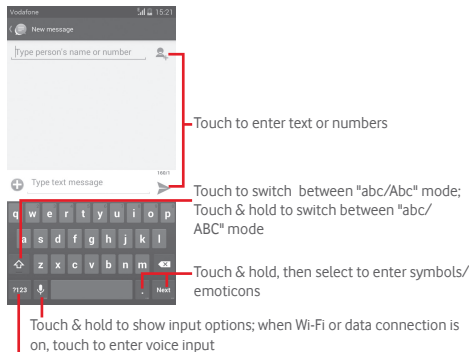 Vodafone 15:21
New message
Type person's name or number
Touch to enter text or numbers
160/1
Type text message
Touch to switch between "abc/Abc" mode;
Touch & hold to switch between "abc/
ABC" mode
q w e r t y u i o p
a s d f g h j k l
z x c v b n m
Touch & hold, then select to enter symbols/
emoticons
?123 . Next
Touch & hold to show input options; when Wi-Fi or data connection is
on, touch to enter voice input